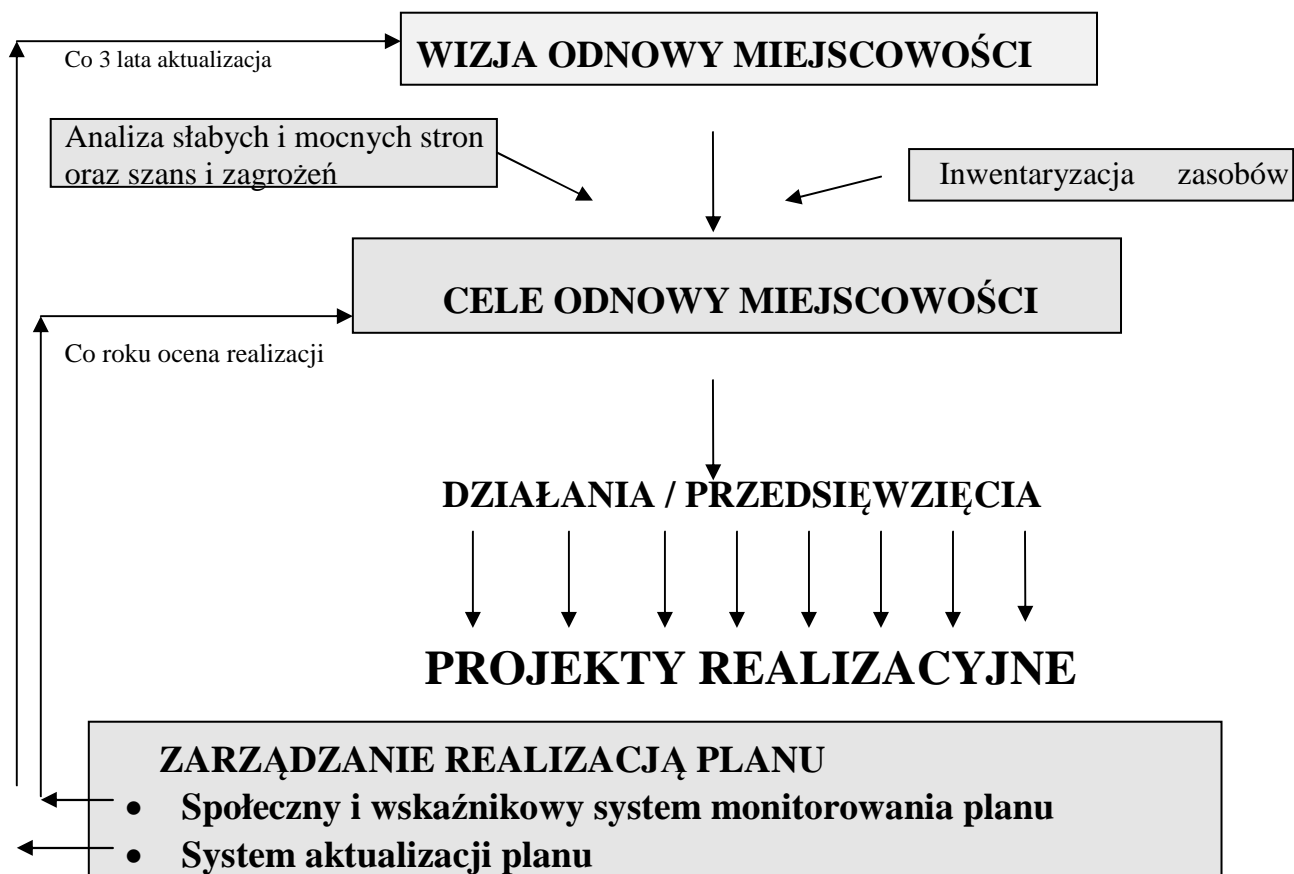 WIZJA ODNOWY MIEJSCOWOŚCI
Co 3 lata aktualizacja
Analiza słabych i mocnych stron
oraz szans i zagrożeń
Inwentaryzacja zasobów
CELE ODNOWY MIEJSCOWOŚCI
Co roku ocena realizacji
DZIAŁANIA / PRZEDSIĘWZIĘCIA
PROJEKTY REALIZACYJNE
ZARZĄDZANIE REALIZACJĄ PLANU
• Społeczny i wskaźnikowy system monitorowania planu
• System aktualizacji planu